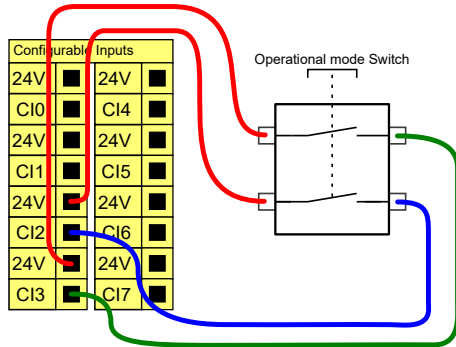 Configurable Inputs
Operational mode Switch
24V 24V
CI0 CI4
24V 24V
CI1 CI5
24V 24V
CI2 CI6
24V 24V
CI3 CI7